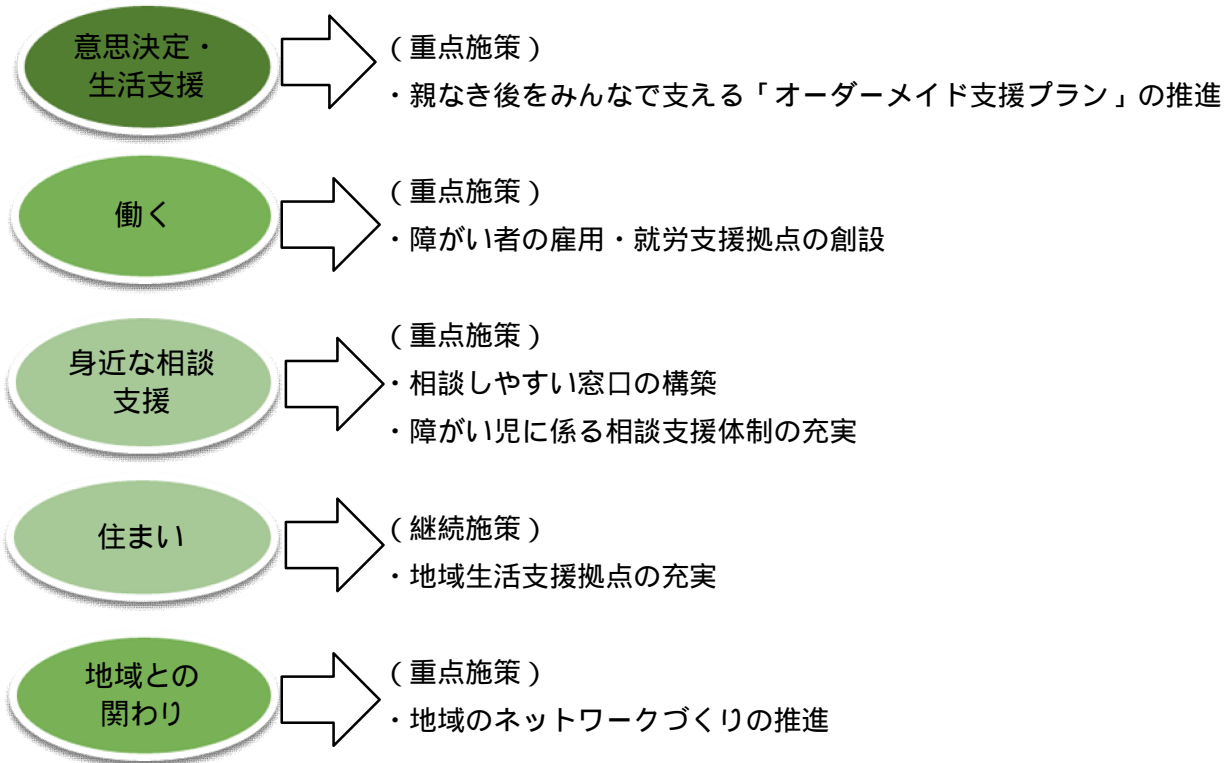 意思決定・
生活支援
（重点施策）
・親なき後をみんなで支える「オーダーメイド支援プラン」の推進
働く
（重点施策）
・障がい者の雇用・就労支援拠点の創設
身近な相談
支援
（重点施策）
・相談しやすい窓口の構築
・障がい児に係る相談支援体制の充実
住まい
（継続施策）
・地域生活支援拠点の充実
地域との
関わり
（重点施策）
・地域のネットワークづくりの推進